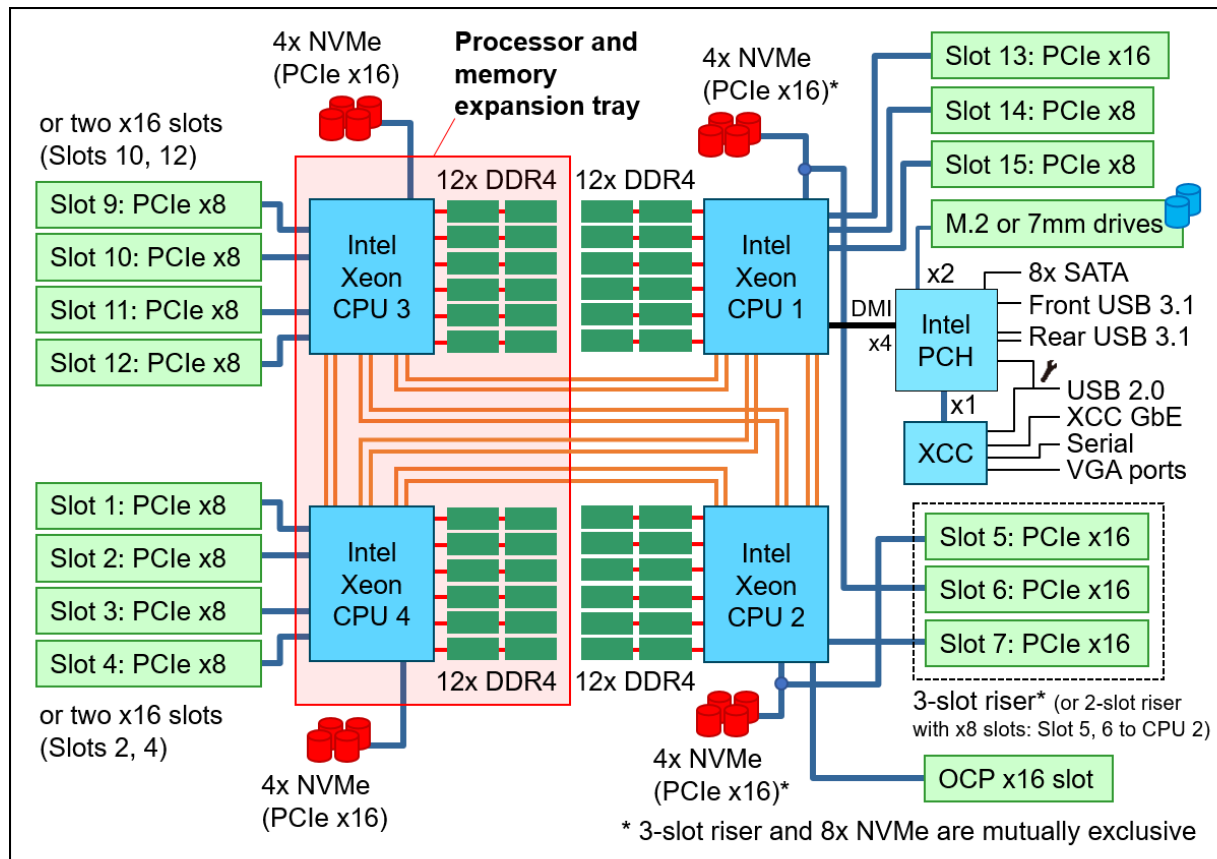 4x NVMe
(PCIe x16)
Processor and
memory
expansion tray
4x NVMe
(PCIe x16)*
Slot 13: PCIe x16
Slot 14: PCIe x8
Slot 15: PCIe x8
M.2 or 7mm drives
or two x16 slots
(Slots 10, 12)
Slot 9: PCIe x8
Slot 10: PCIe x8
Slot 11: PCIe x8
Slot 12: PCIe x8
12x DDR4
12x DDR4
Intel
Xeon
CPU 3
Intel
Xeon
CPU 1
DMI
x4
x2
Intel
PCH
8x SATA
Front USB 3.1
Rear USB 3.1
x1
XCC
USB 2.0
XCC GbE
Serial
VGA ports
Slot 1: PCIe x8
Slot 2: PCIe x8
Slot 3: PCIe x8
Slot 4: PCIe x8
or two x16 slots
(Slots 2, 4)
Intel
Xeon
CPU 4
Intel
Xeon
CPU 2
12x DDR4
12x DDR4
Slot 5: PCIe x16
Slot 6: PCIe x16
Slot 7: PCIe x16
3-slot riser* (or 2-slot riser
with x8 slots: Slot 5, 6 to CPU 2)
4x NVMe
(PCIe x16)
4x NVMe
(PCIe x16)*
OCP x16 slot
* 3-slot riser and 8x NVMe are mutually exclusive